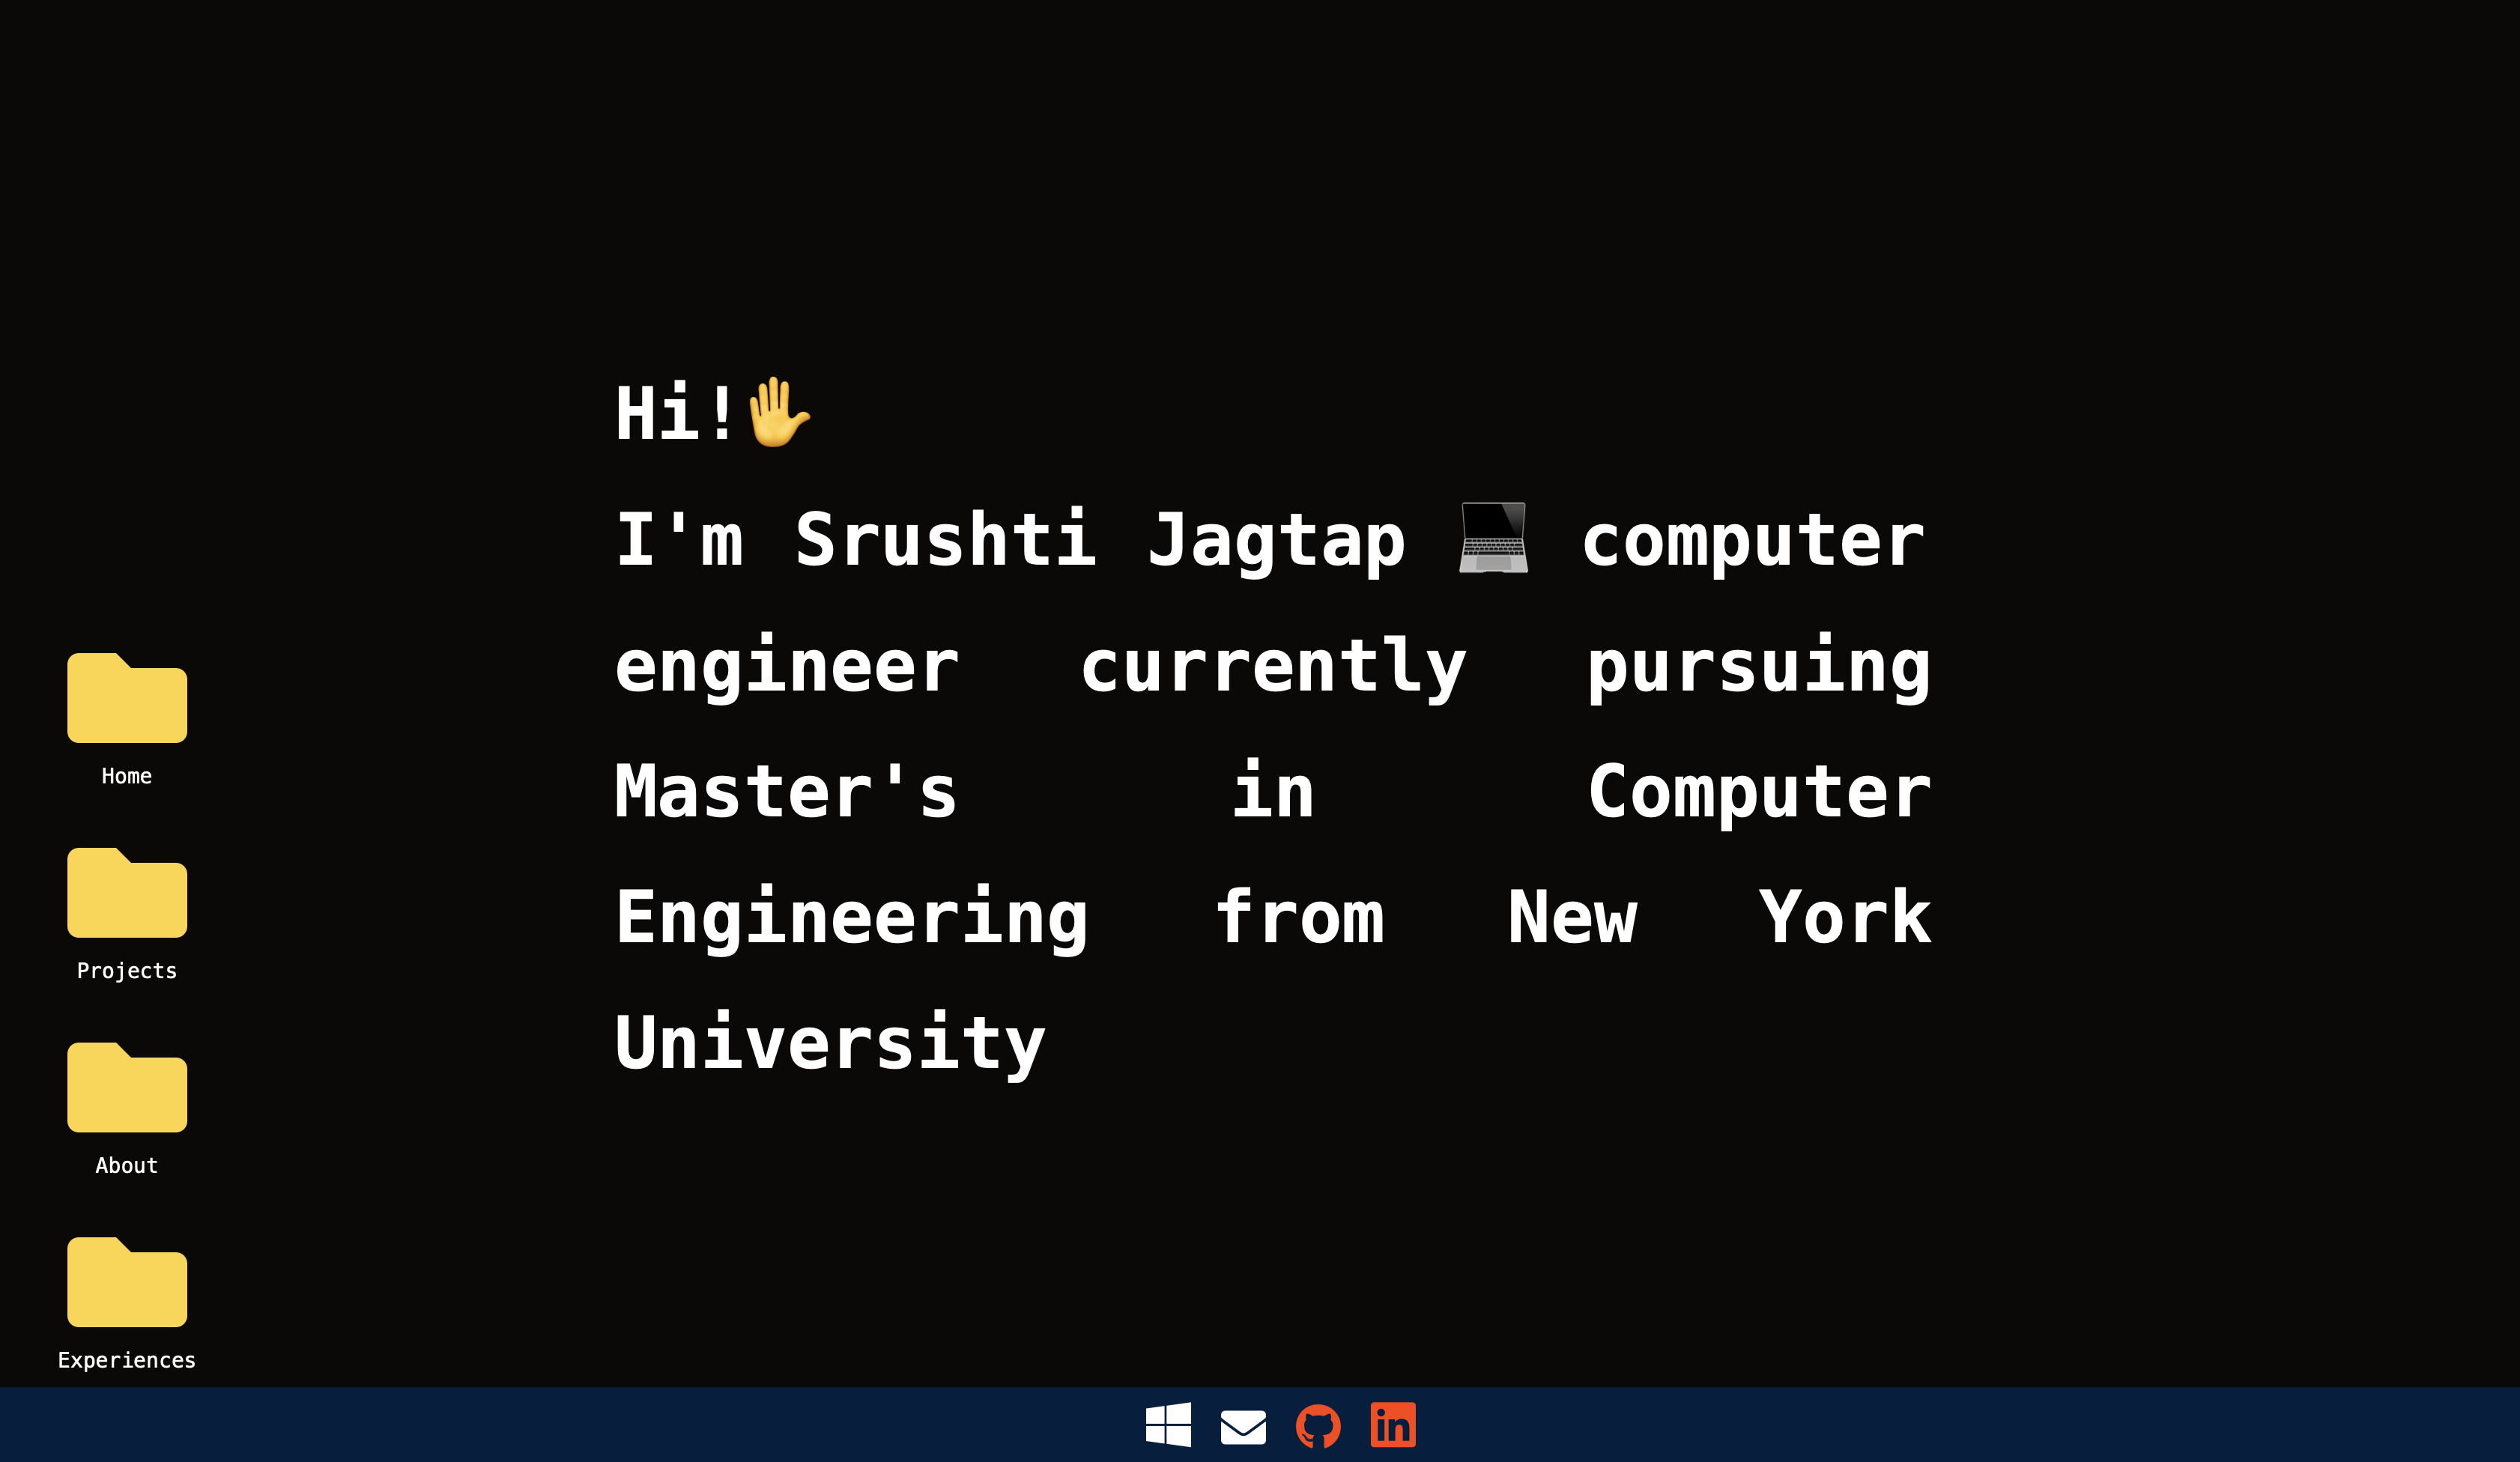 Hi!✋
I'm Srushti Jagtap 💻 computer
engineer currently pursuing
Master's in Computer
Engineering from New York
University
Home
Projects
About
Experiences
in